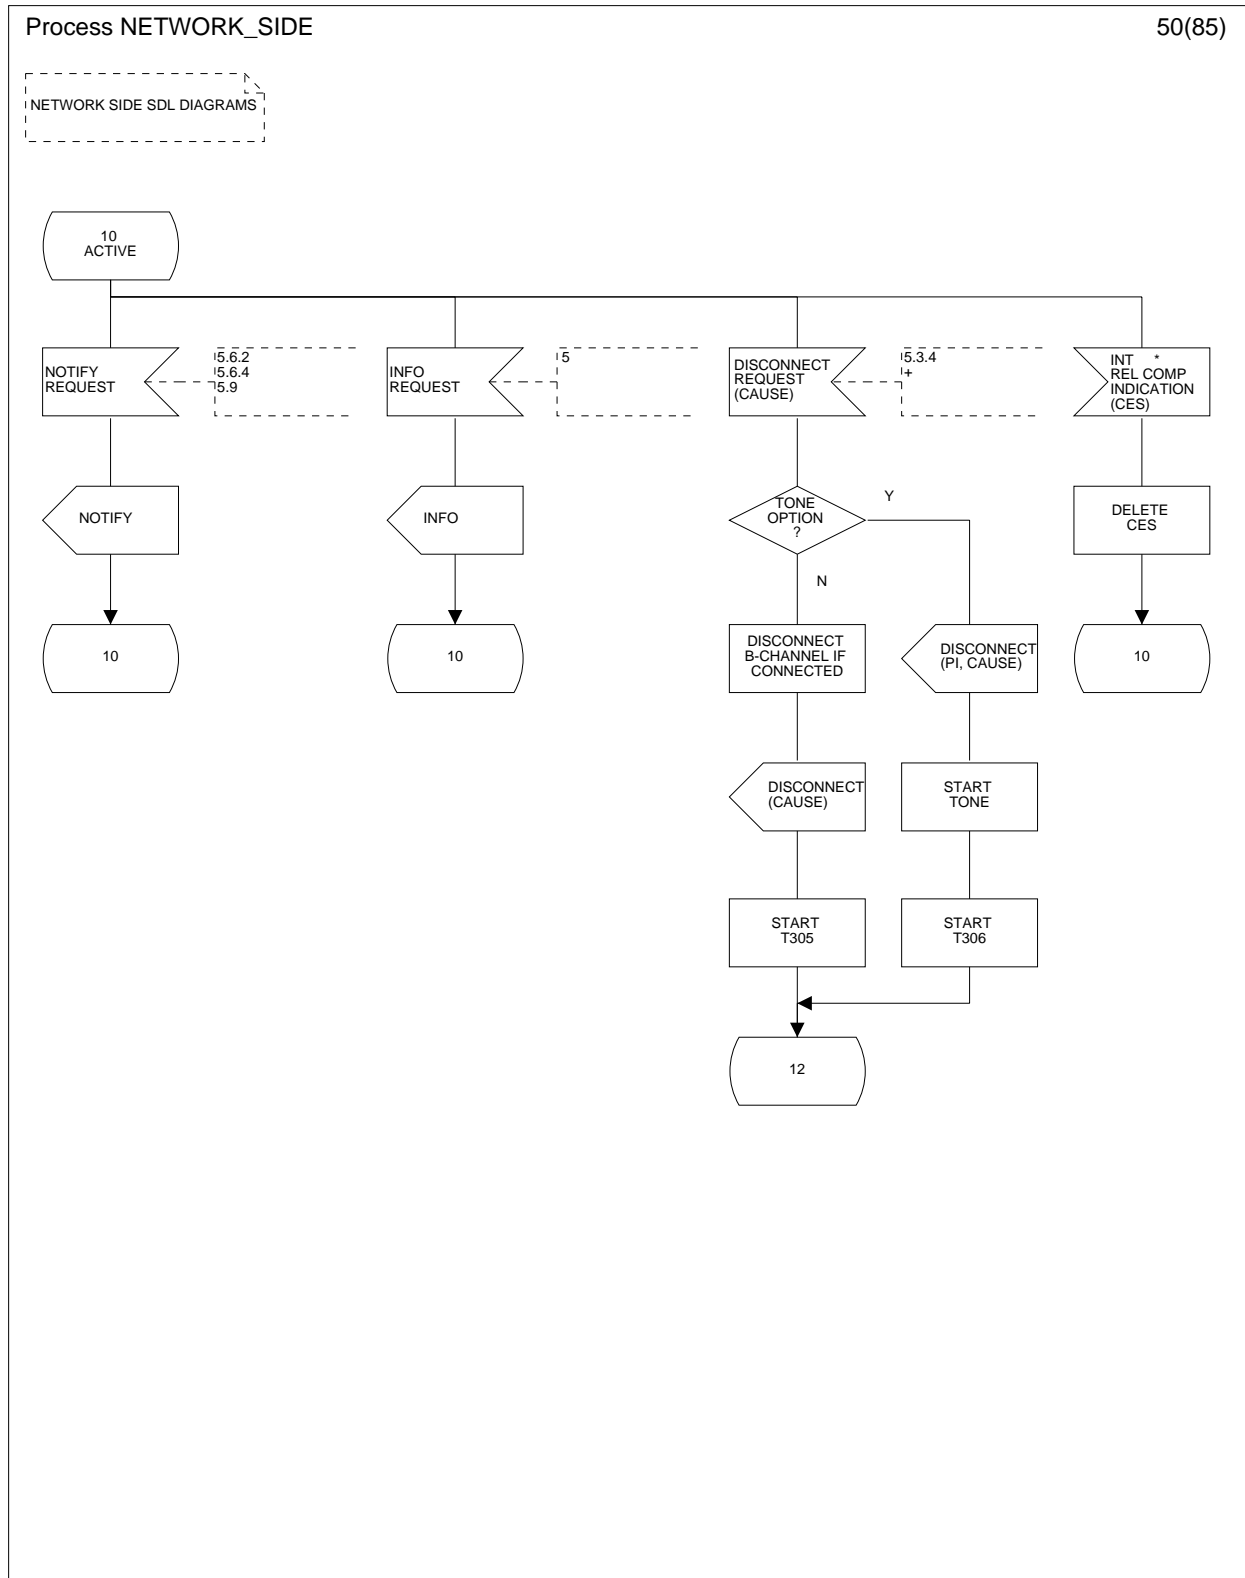 Process NETWORK_SIDE
50(85)
NETWORK SIDE SDL DIAGRAMS
10
ACTIVE
NOTIFY
REQUEST
5.6.2
5.6.4
5.9
INFO
REQUEST
5
DISCONNECT
REQUEST
(CAUSE)
5.3.4
+
INT *
REL COMP
INDICATION
(CES)
NOTIFY
INFO
TONE
OPTION
?
Y
N
DELETE
CES
10
10
DISCONNECT
B-CHANNEL IF
CONNECTED
DISCONNECT
(PI, CAUSE)
10
DISCONNECT
(CAUSE)
START
TONE
START
T305
START
T306
12